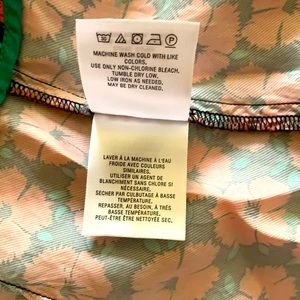 MACHINE WASH COLD WITH LIKE
COLORS.
USE ONLY NON-CHLORINE BLEACH,
TUMBLE DRY LOW,
LOW IRON AS NEEDED,
MAY BE DRY CLEANED.
LAVER À LA MACHINE À L'EAU
FROIDE AVEC COULEURS
SIMILAIRES.
UTILISER UN AGENT DE
BLANCHIMENT SANS CHLORE SI
NÉCESSAIRE.
SÉCHER PAR CULBUTAGE À BASSE
TEMPÉRATURE.
REPASSER, AU BESOIN, À TRÈS
BASSE TEMPÉRATURE.
PEUT-ÊTRE ÊTRE NETTOYÉE SEC.